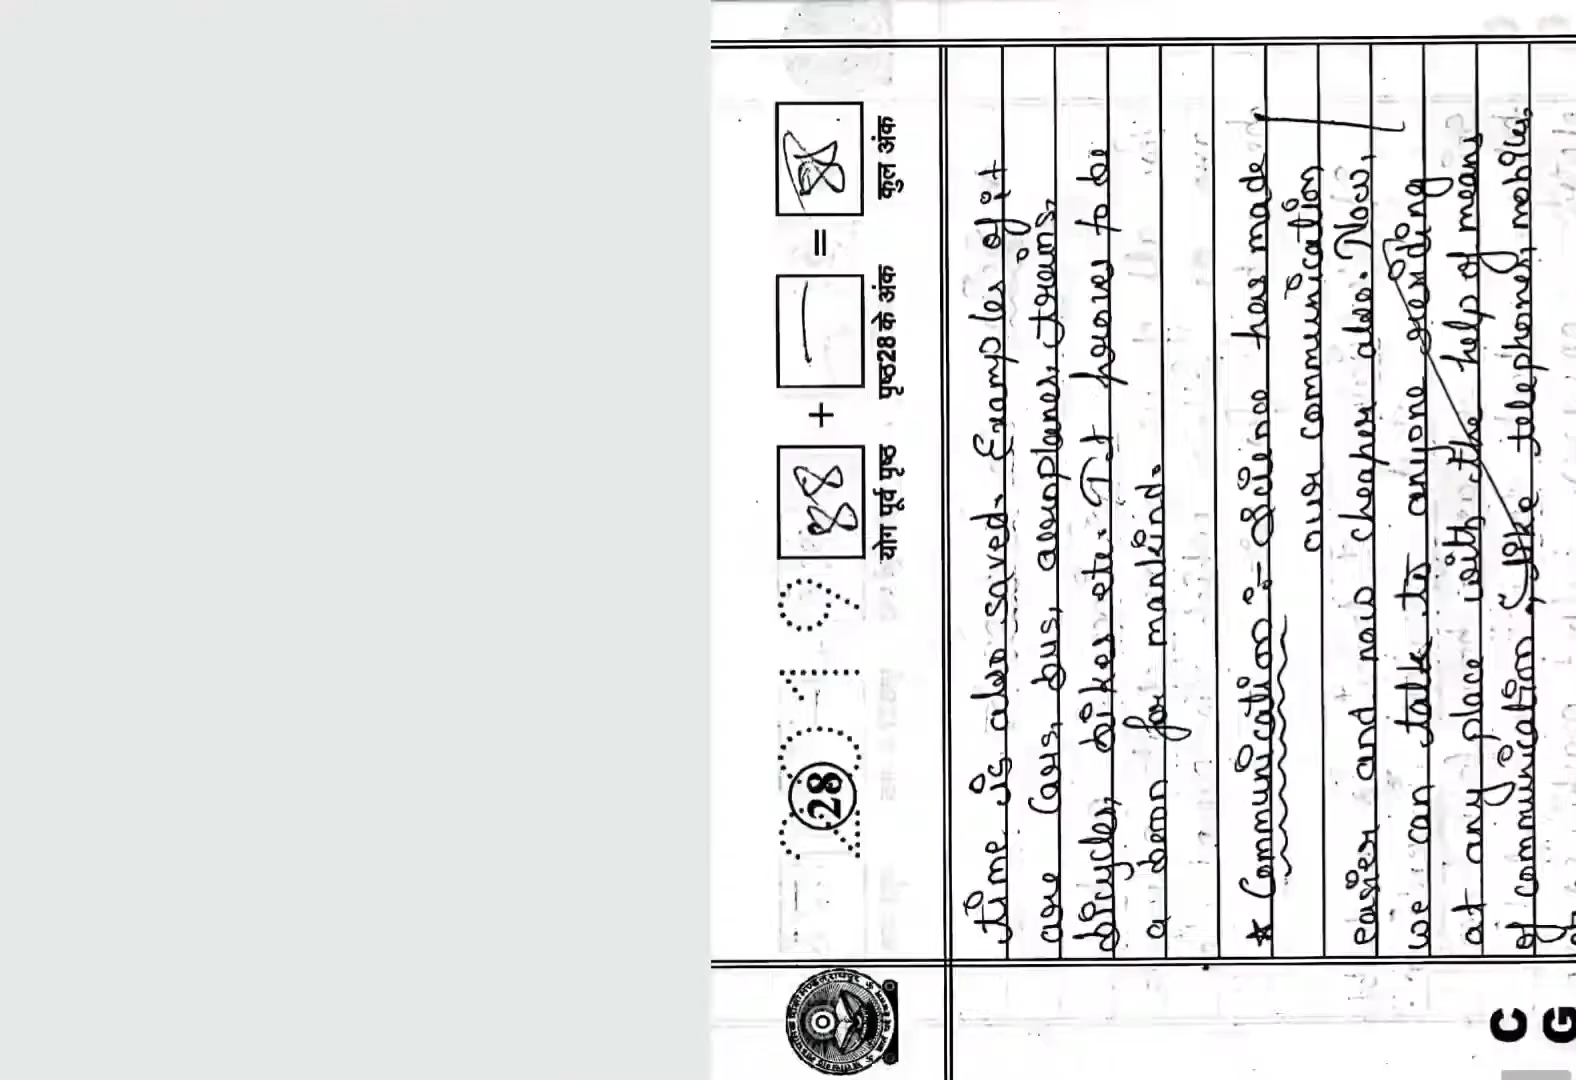 28
योग पूर्व पृष्ठ + पृष्ठ28 के अंक = कुल अंक
88 + — = 88
time is also saved. Examples of it
are Cars, bus, aeroplanes, trains,
bicycles, bikes etc. It proves to be
a boon for mankind.
* Communication :- Science has made
our communication
easier and now cheaper also. Now,
we can talk to anyone
at any place with the help of means
of communication like telephones, mobiles,
C
G